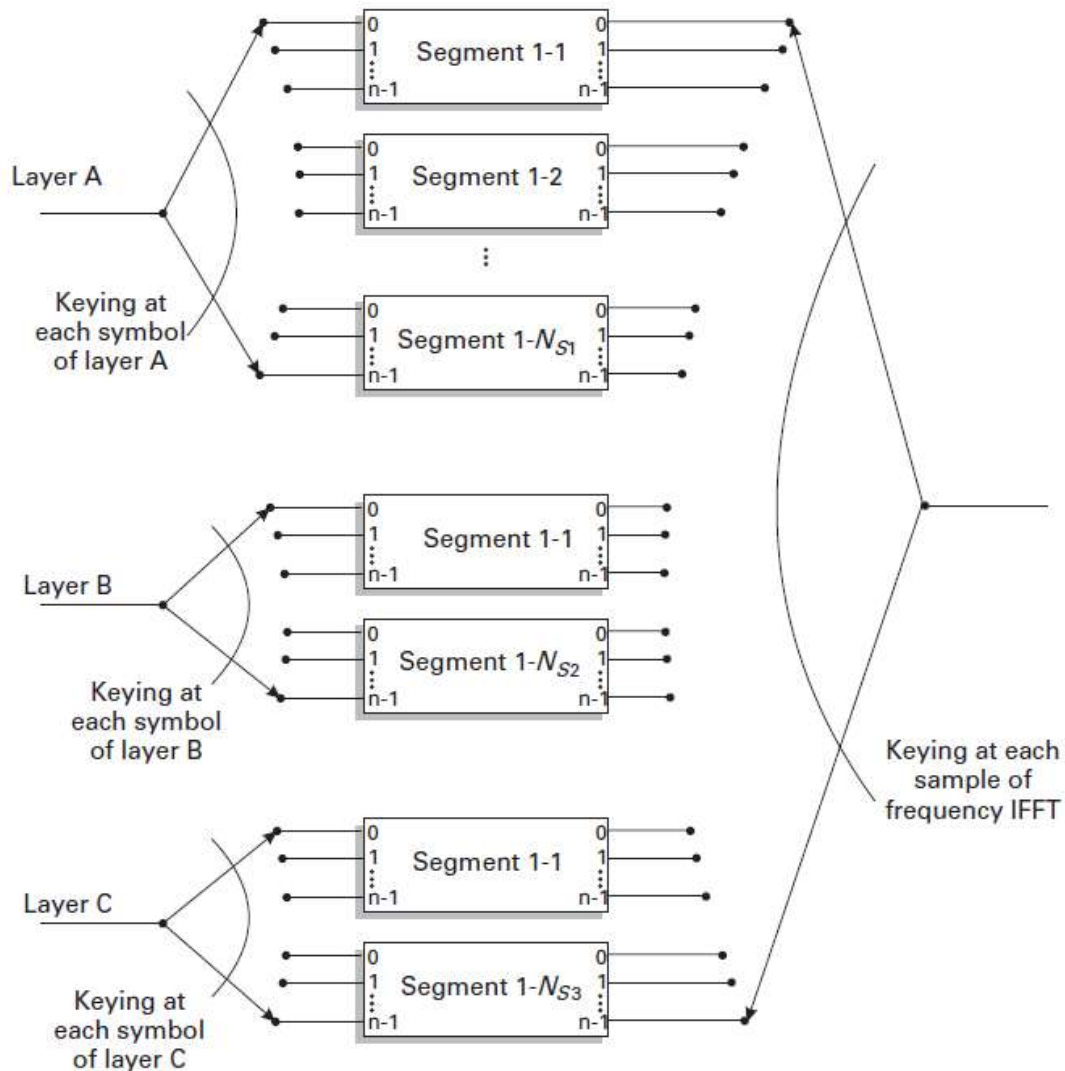 0 Segment 1-1 0
1 1
n-1 n-1
Layer A
0 Segment 1-2 0
1 1
n-1 n-1
Keying at
each symbol
of layer A
0 Segment 1-NS1 0
1 1
n-1 n-1
0 Segment 1-1 0
1 1
n-1 n-1
Layer B
0 Segment 1-NS2 0
1 1
n-1 n-1
Keying at
each symbol
of layer B
Keying at each
sample of
frequency IFFT
0 Segment 1-1 0
1 1
n-1 n-1
Layer C
0 Segment 1-NS3 0
1 1
n-1 n-1
Keying at
each symbol
of layer C